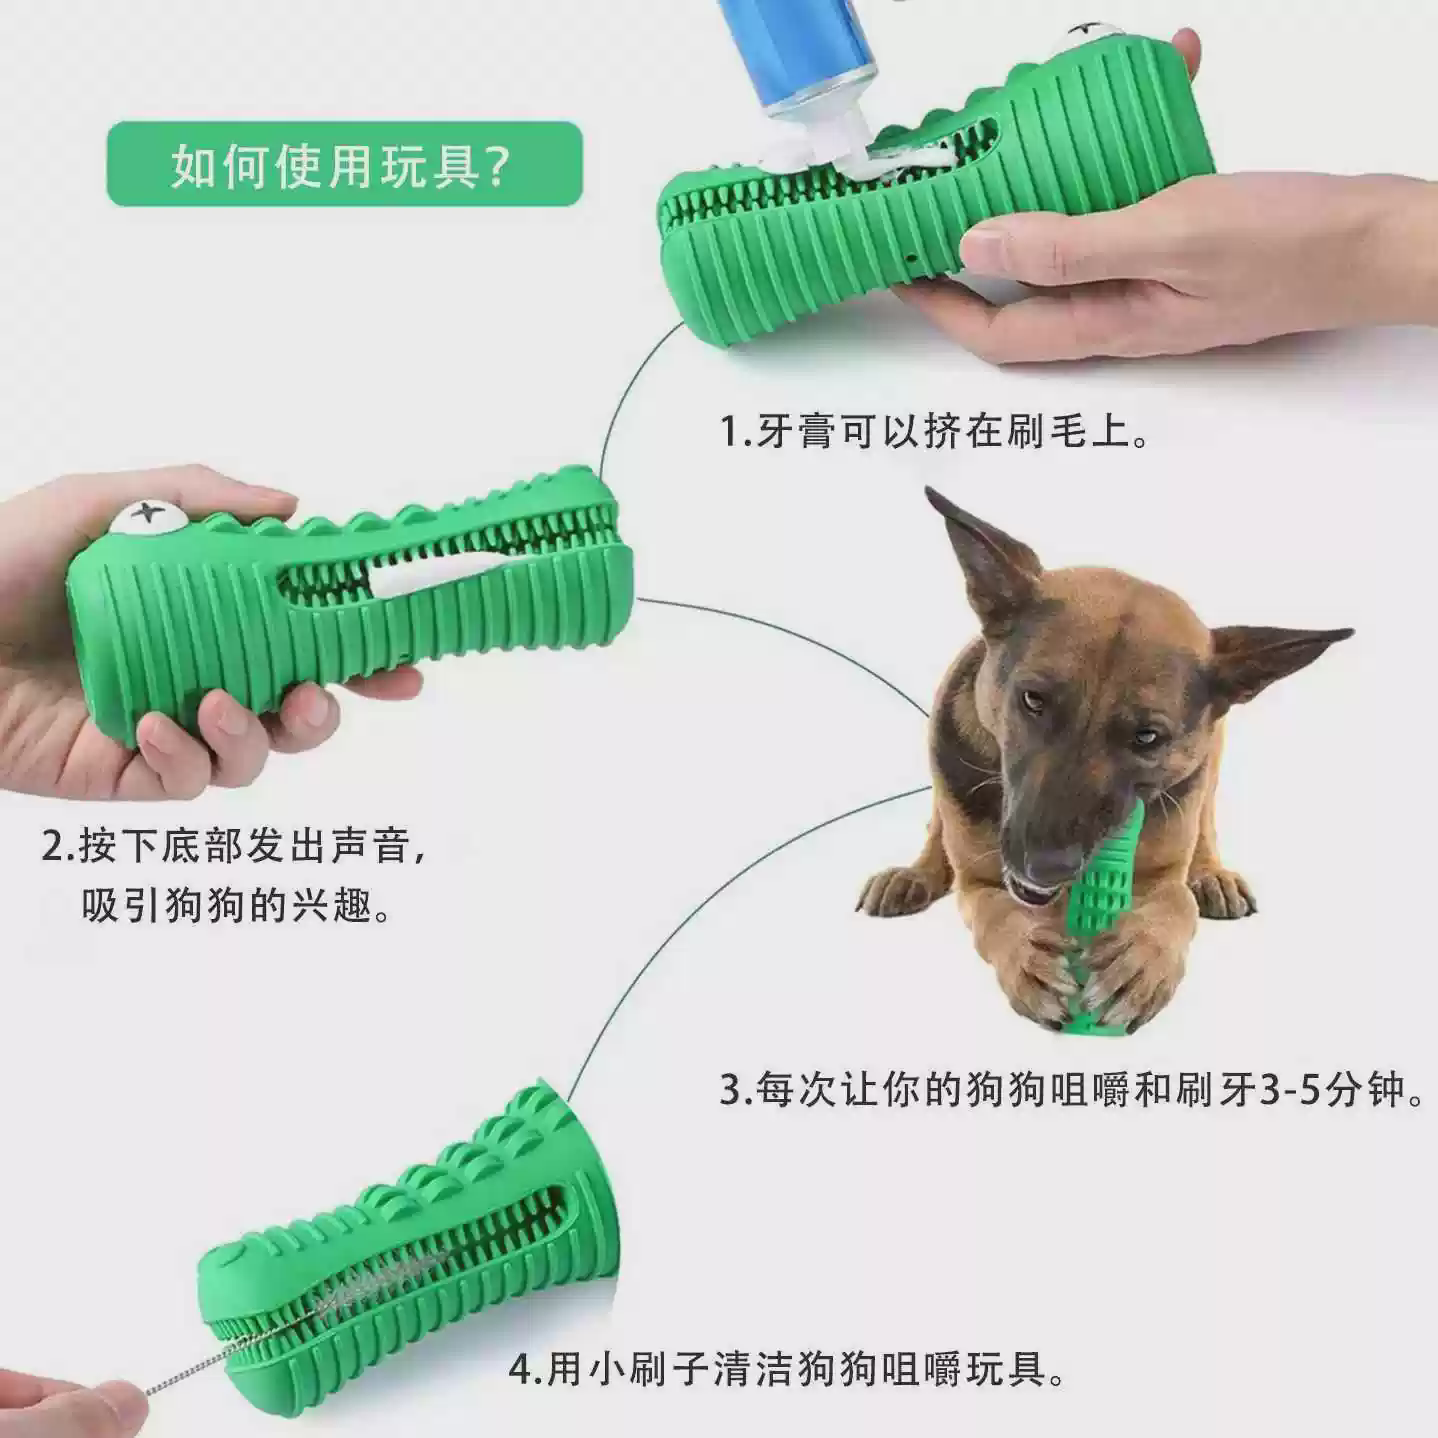 如何使用玩具?
1.牙膏可以挤在刷毛上。
2.按下底部发出声音,
吸引狗狗的兴趣。
3.每次让你的狗狗咀嚼和刷牙3-5分钟。
4.用小刷子清洁狗狗咀嚼玩具。